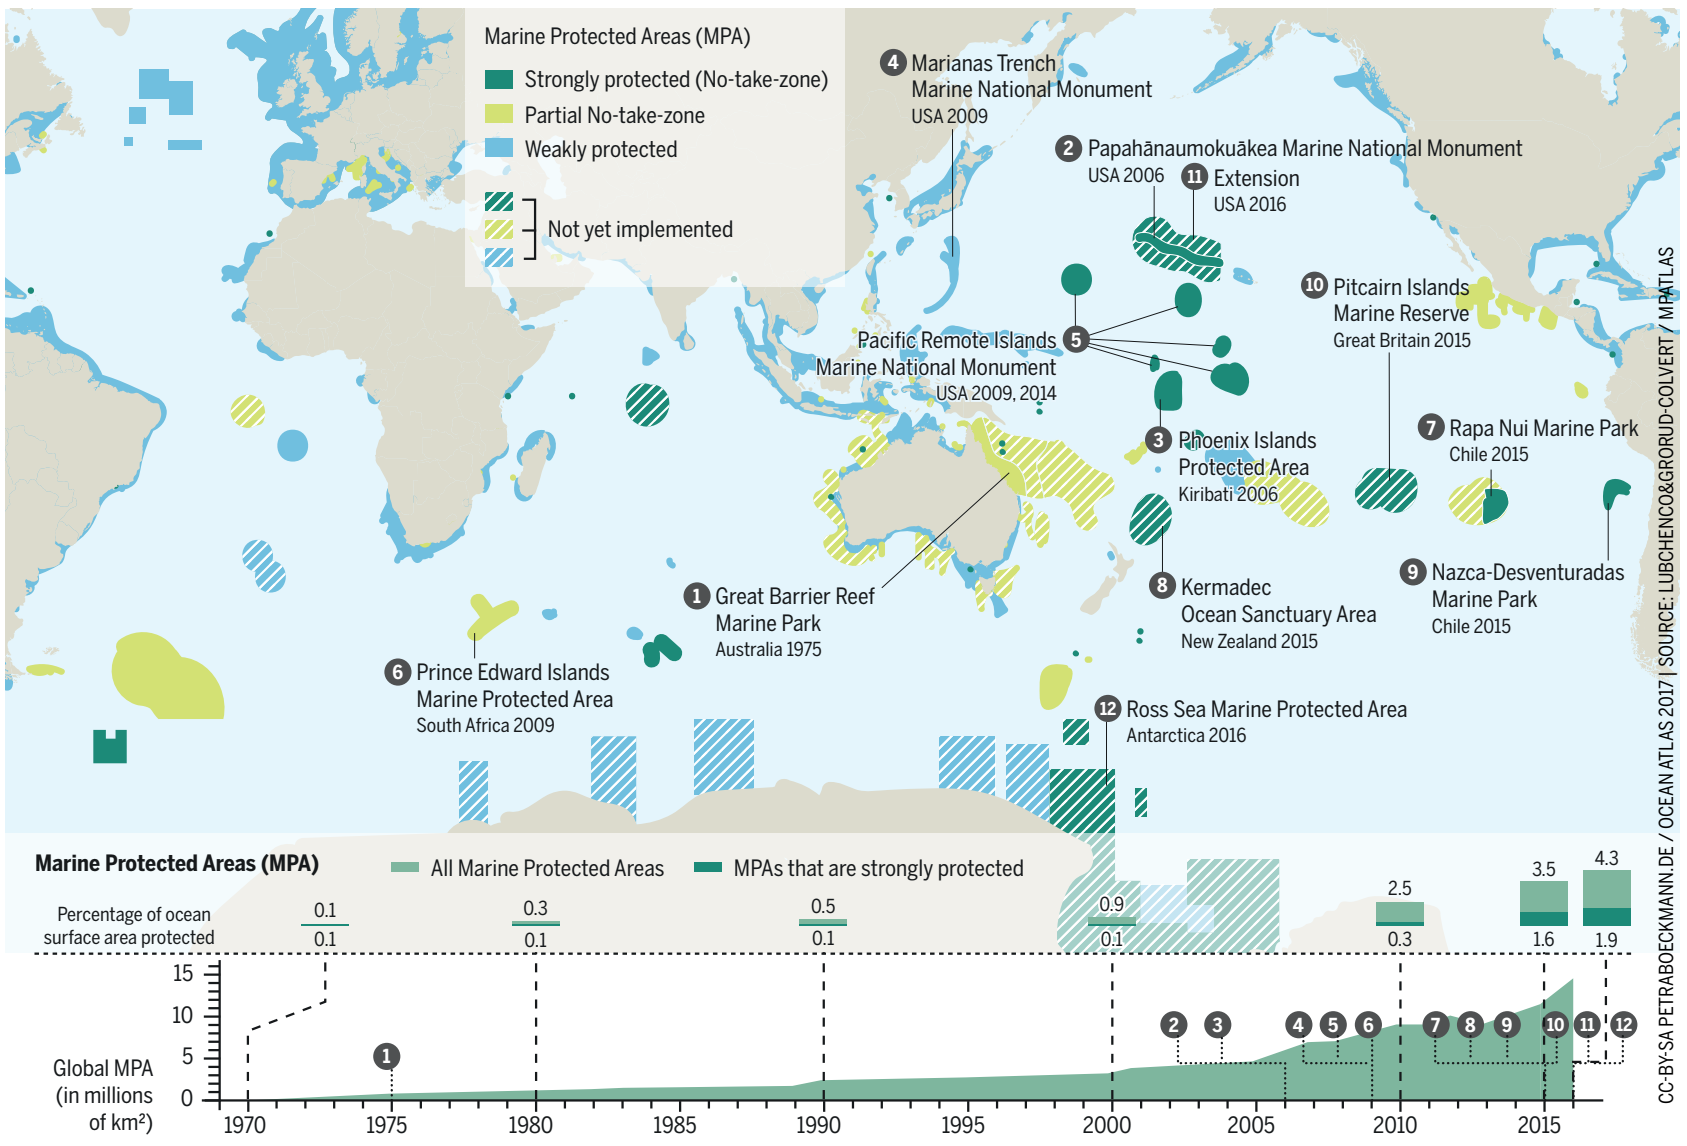 Marine Protected Areas (MPA)
Strongly protected (No-take-zone)
Partial No-take-zone
Weakly protected
Not yet implemented
4 Marianas Trench
Marine National Monument
USA 2009
2 Papahānaumokuākea Marine National Monument
USA 2006
11 Extension
USA 2016
10 Pitcairn Islands
Marine Reserve
Great Britain 2015
Pacific Remote Islands 5
Marine National Monument
USA 2009, 2014
3 Phoenix Islands
Protected Area
Kiribati 2006
7 Rapa Nui Marine Park
Chile 2015
9 Nazca-Desventuradas
Marine Park
Chile 2015
1 Great Barrier Reef
Marine Park
Australia 1975
8 Kermadec
Ocean Sanctuary Area
New Zealand 2015
6 Prince Edward Islands
Marine Protected Area
South Africa 2009
12 Ross Sea Marine Protected Area
Antarctica 2016
Marine Protected Areas (MPA)
All Marine Protected Areas
MPAs that are strongly protected
Percentage of ocean
surface area protected
0.1 0.3 0.5 0.9 2.5 3.5 4.3
0.1 0.1 0.1 0.1 0.3 1.6 1.9
Global MPA
(in millions
of km²)
15
10
5
0
1 2 3 4 5 6 7 8 9 10 11 12
1970 1975 1980 1985 1990 1995 2000 2005 2010 2015
CC-BY-SA PETRABOECKMANN.DE / OCEAN ATLAS 2017 | SOURCE: LUBCHENCO&GRORUD-COLVERT / MPATLAS